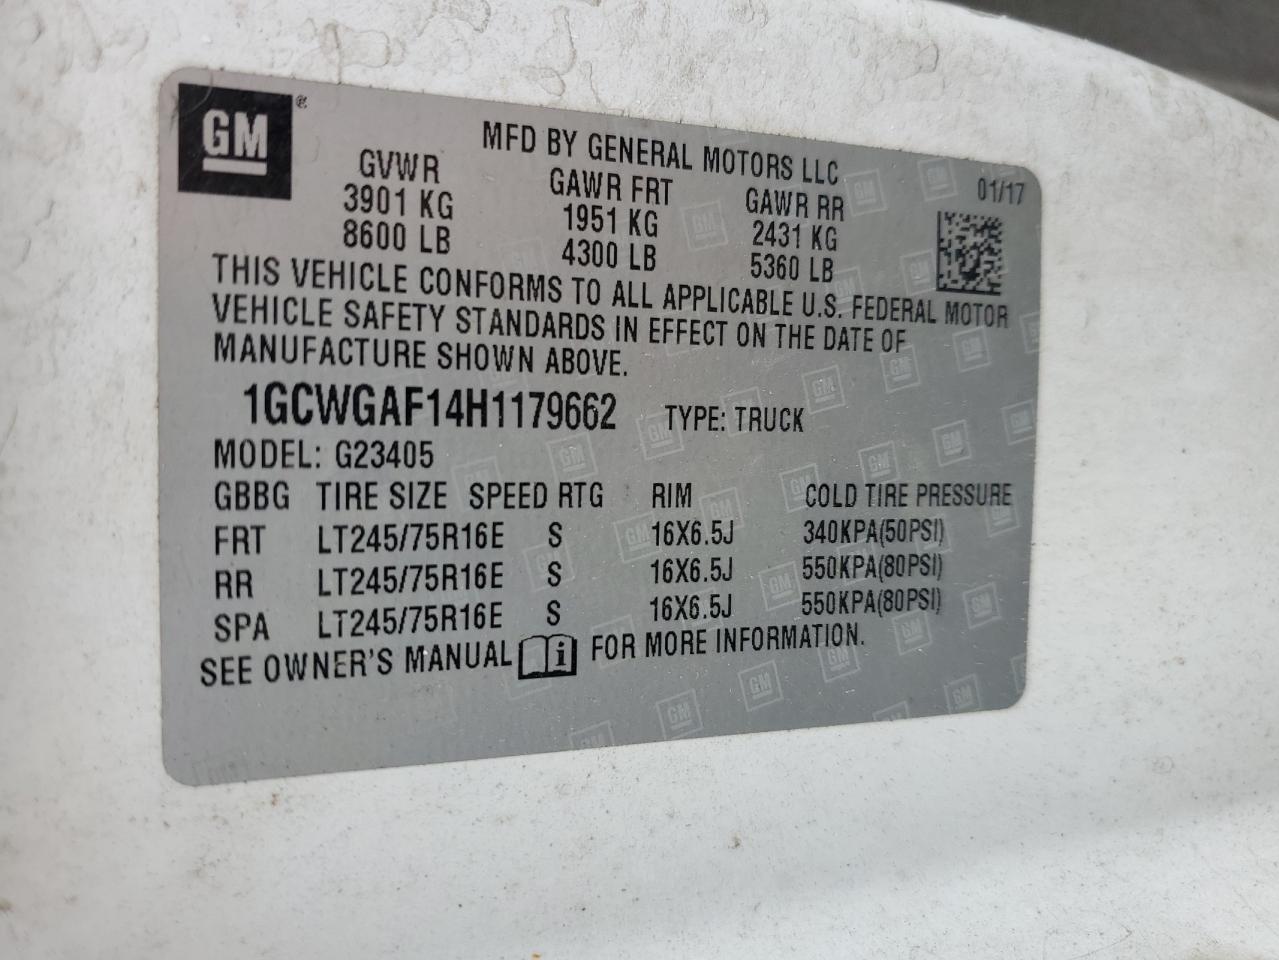 GM®
MFD BY GENERAL MOTORS LLC
01/17
GVWR GAWR FRT GAWR RR
3901 KG 1951 KG 2431 KG
8600 LB 4300 LB 5360 LB
THIS VEHICLE CONFORMS TO ALL APPLICABLE U.S. FEDERAL MOTOR
VEHICLE SAFETY STANDARDS IN EFFECT ON THE DATE OF
MANUFACTURE SHOWN ABOVE.
1GCWGAF14H1179662 TYPE: TRUCK
MODEL: G23405
GBBG TIRE SIZE SPEED RTG RIM COLD TIRE PRESSURE
FRT LT245/75R16E S 16X6.5J 340KPA(50PSI)
RR LT245/75R16E S 16X6.5J 550KPA(80PSI)
SPA LT245/75R16E S 16X6.5J 550KPA(80PSI)
SEE OWNER'S MANUAL i FOR MORE INFORMATION.